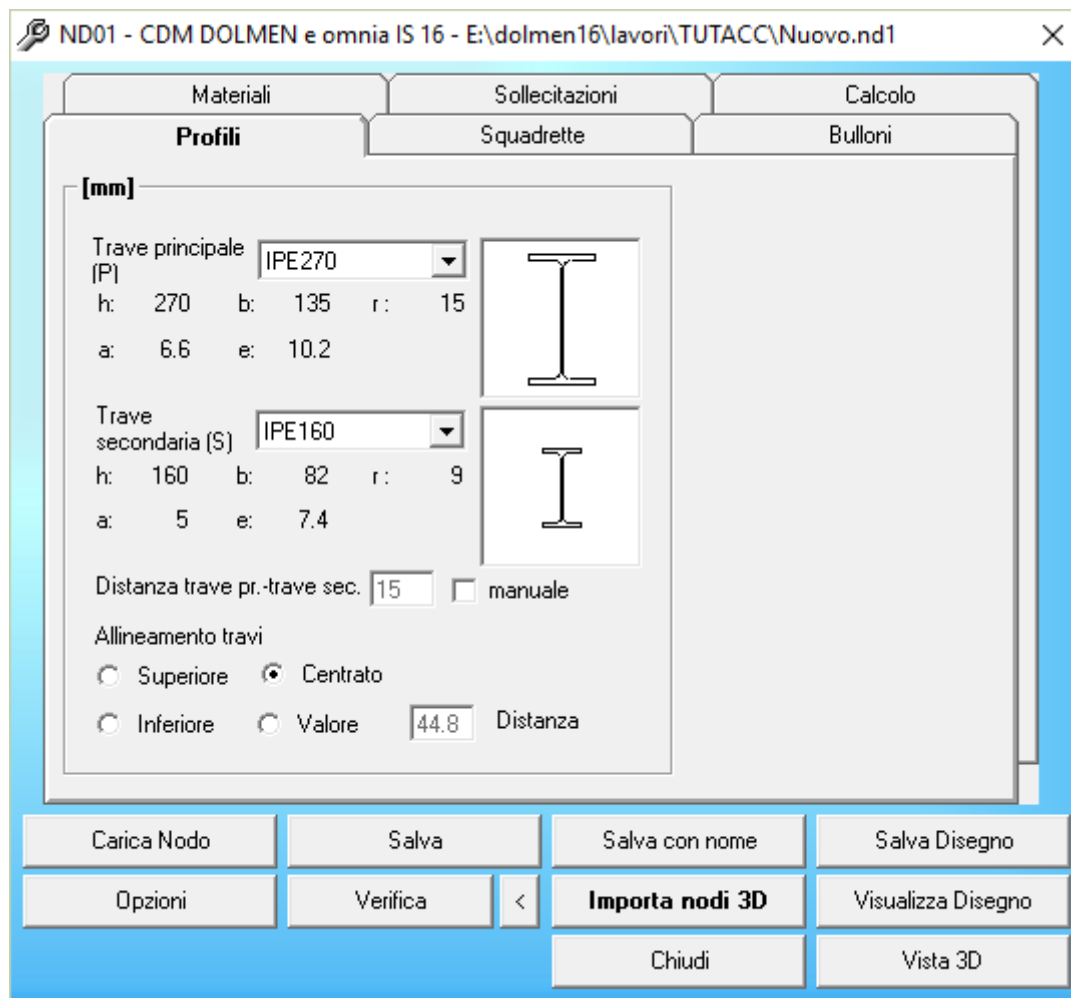 ND01 - CDM DOLMEN e omnia IS 16 - E:\dolmen16\lavori\TUTACC\Nuovo.nd1
Materiali Sollecitazioni Calcolo
Profili Squadrette Bulloni
[mm]
Trave principale
(P)
IPE270
h: 270 b: 135 r: 15
a: 6.6 e: 10.2
Trave
secondaria (S)
IPE160
h: 160 b: 82 r: 9
a: 5 e: 7.4
Distanza trave pr.-trave sec. 15 manuale
Allineamento travi
Superiore Centrato
Inferiore Valore 44.8 Distanza
Carica Nodo Salva Salva con nome Salva Disegno
Opzioni Verifica < Importa nodi 3D Visualizza Disegno
Chiudi Vista 3D